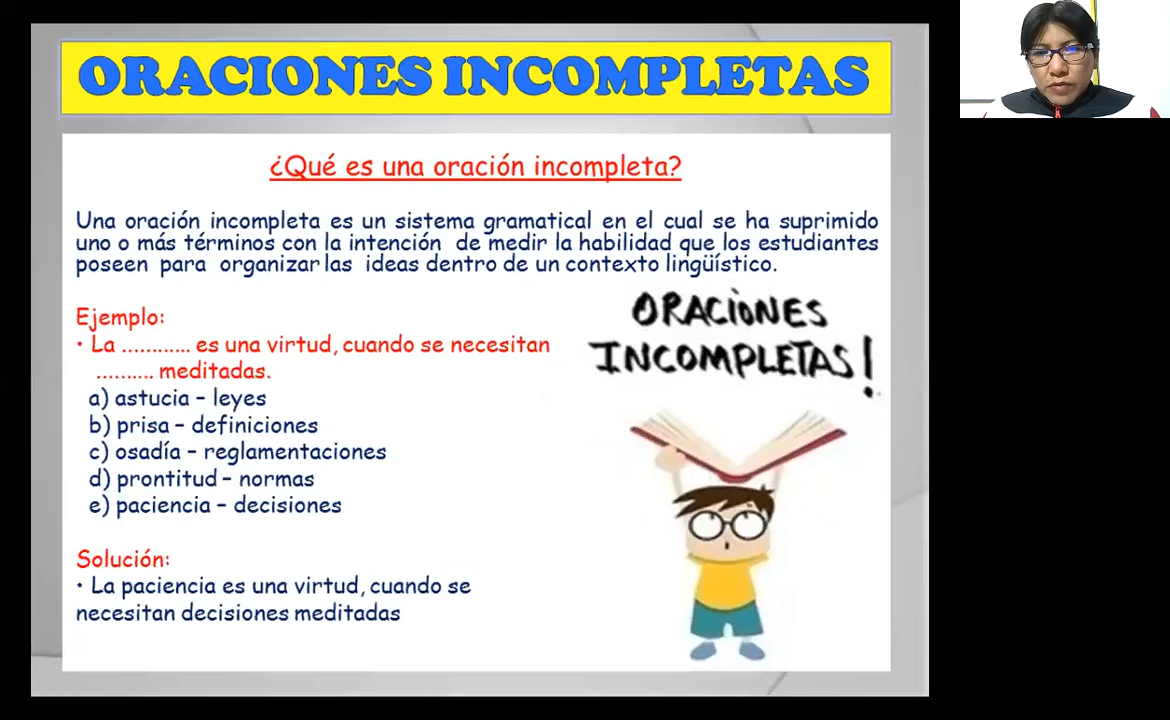 ORACIONES INCOMPLETAS
¿Qué es una oración incompleta?
Una oración incompleta es un sistema gramatical en el cual se ha suprimido
uno o más términos con la intención de medir la habilidad que los estudiantes
poseen para organizar las ideas dentro de un contexto lingüístico.
Ejemplo:
• La ............ es una virtud, cuando se necesitan
.......... meditadas.
a) astucia – leyes
b) prisa – definiciones
c) osadía – reglamentaciones
d) prontitud – normas
e) paciencia – decisiones
Solución:
• La paciencia es una virtud, cuando se
necesitan decisiones meditadas
ORACIONES
INCOMPLETAS!